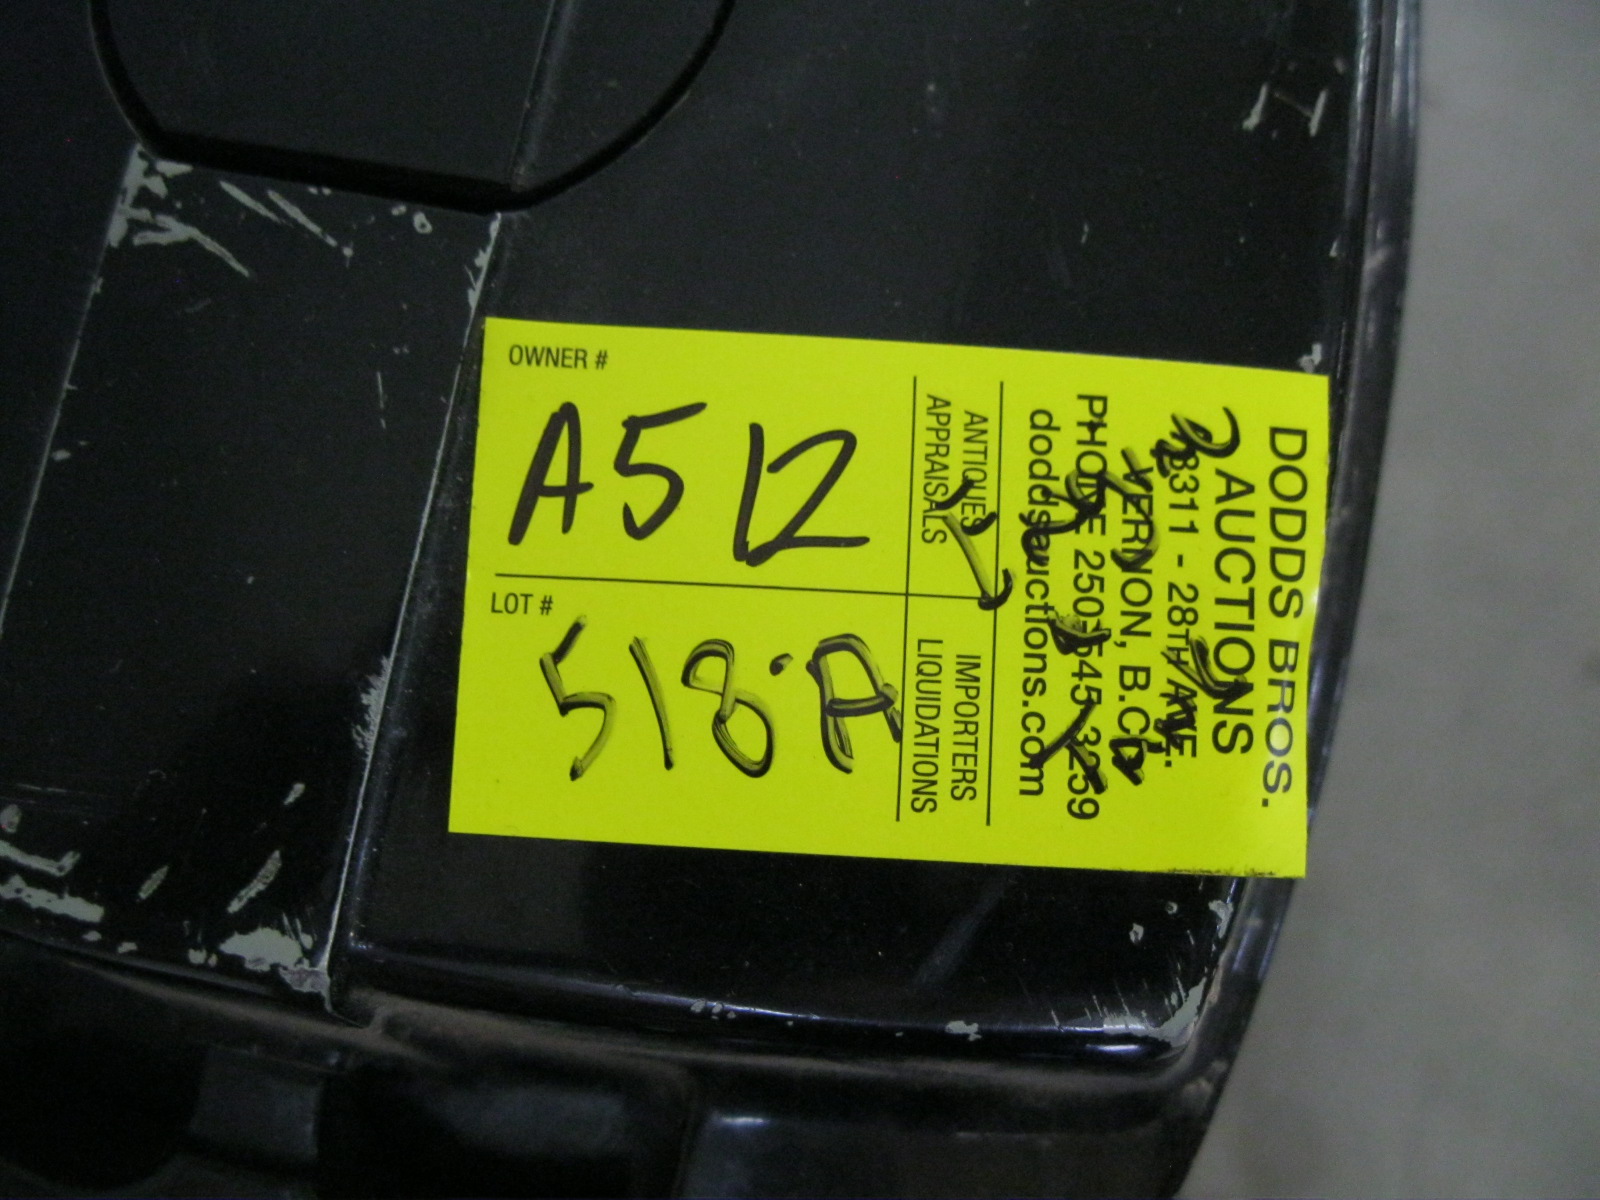 OWNER #
A512
LOT #
518·A
ANTIQUES
APPRAISALS
IMPORTERS
LIQUIDATIONS
DODDS BROS.
AUCTIONS
3311 - 28TH AVE.
VERNON, B.C.
PHONE 250-545-3259
doddsauctions.com